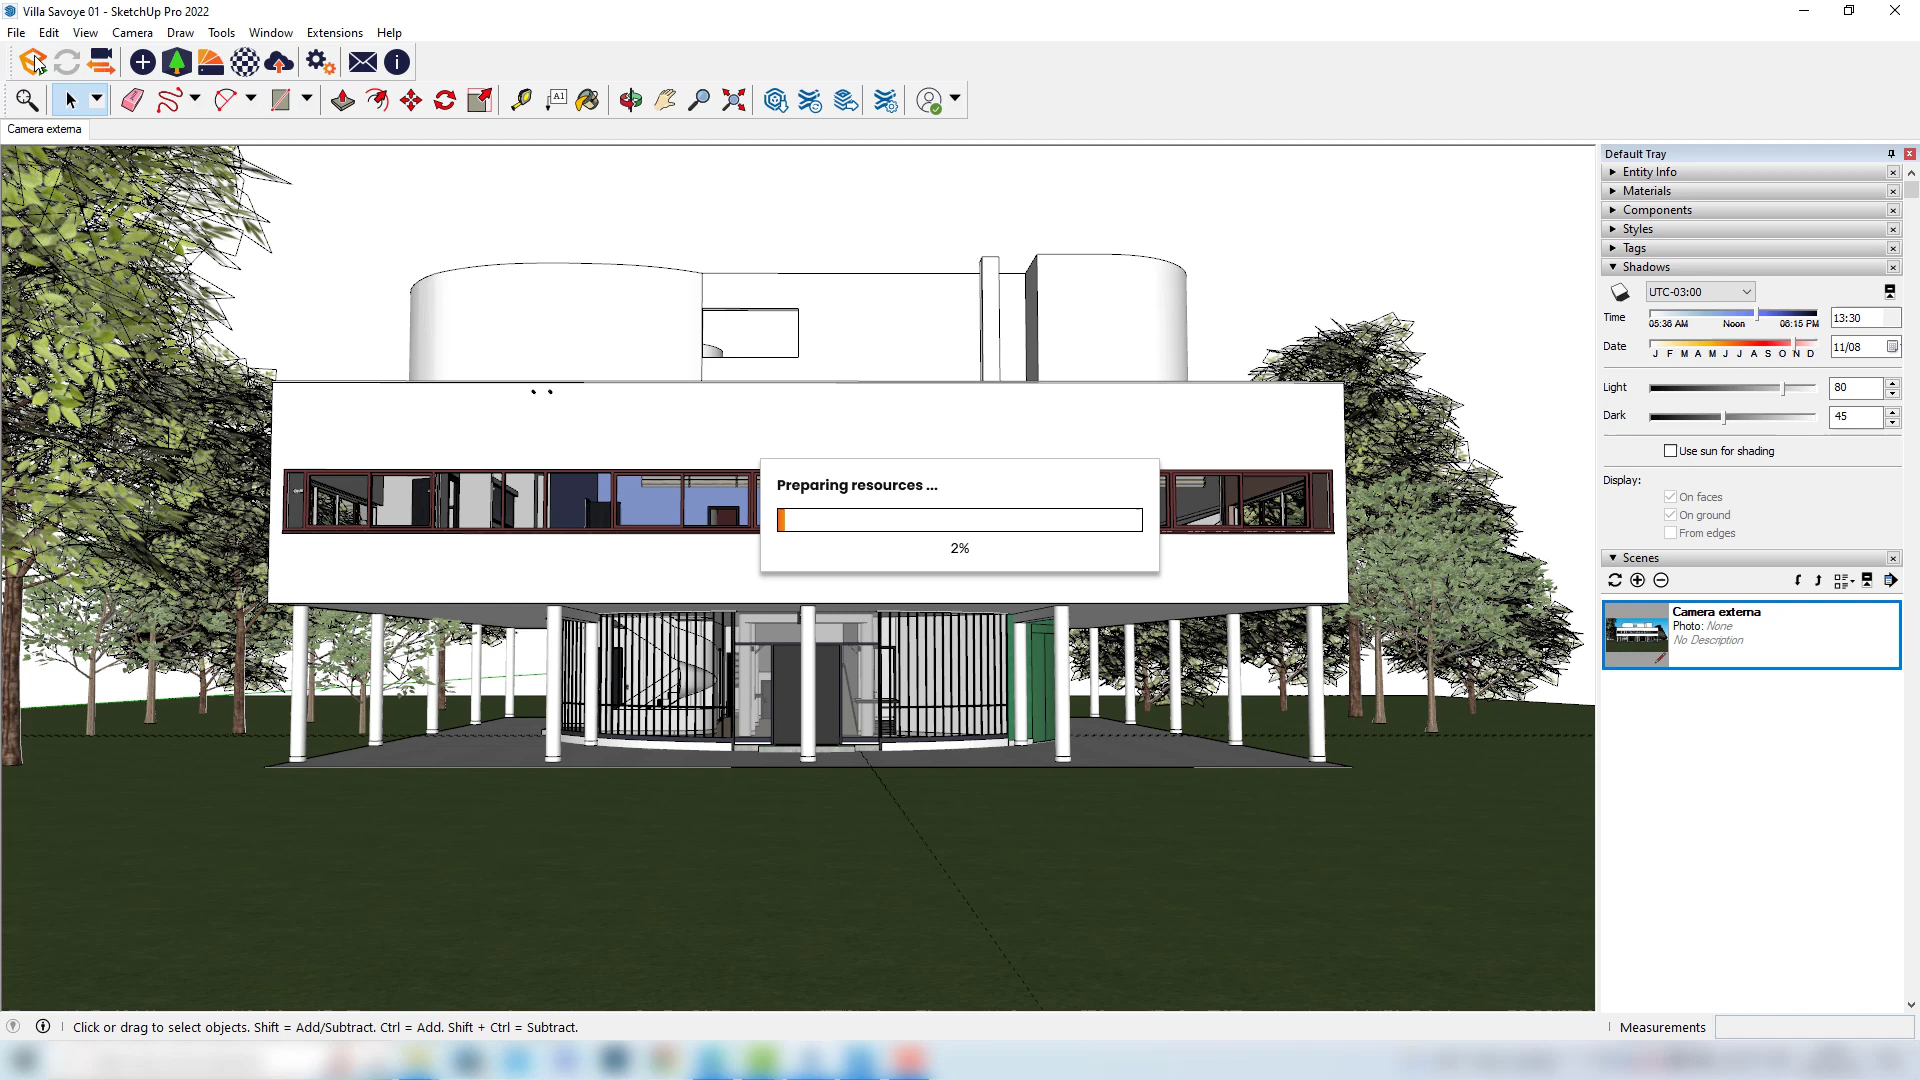 Villa Savoye 01 - SketchUp Pro 2022
File Edit View Camera Draw Tools Window Extensions Help
A1
Camera externa
Default Tray
Entity Info
Materials
Components
Styles
Tags
Shadows
UTC-03:00
Time 13:30
05:36 AM Noon 06:15 PM
Date 11/08
J F M A M J J A S O N D
Light 80
Dark 45
Use sun for shading
Display:
On faces
On ground
From edges
Scenes
Camera externa
Photo: None
No Description
Preparing resources ...
2%
Click or drag to select objects. Shift = Add/Subtract. Ctrl = Add. Shift + Ctrl = Subtract.
Measurements